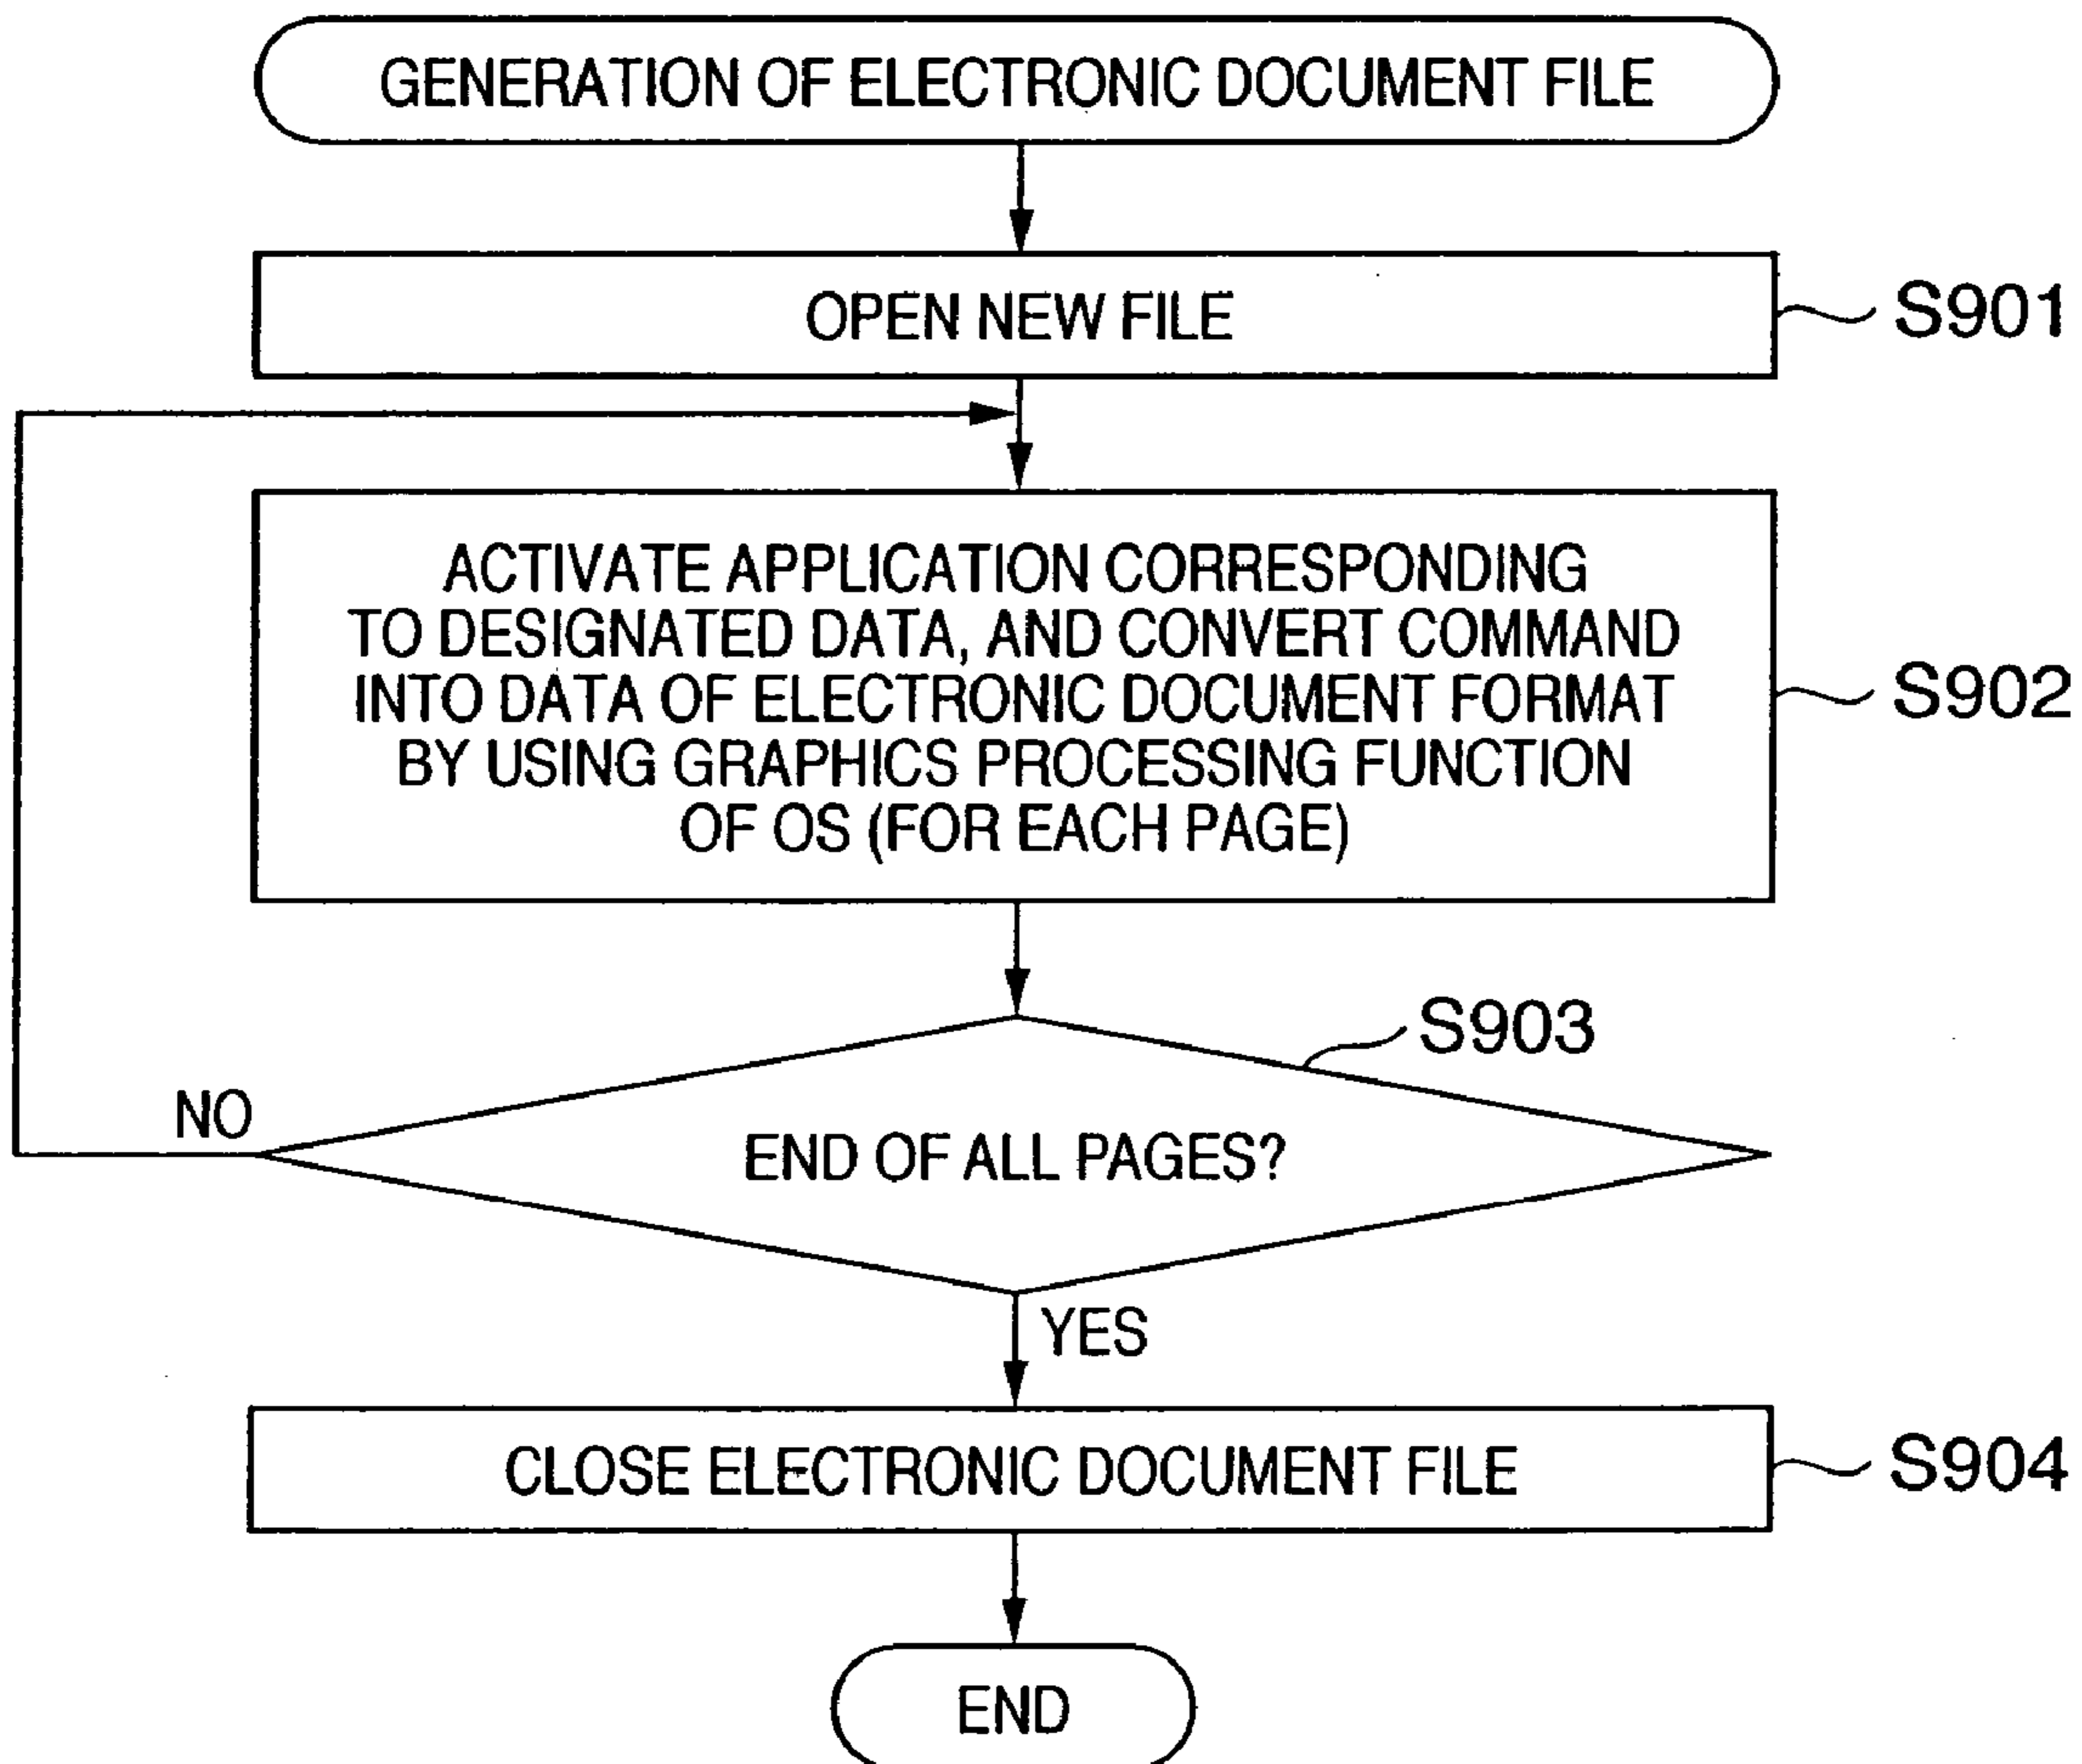 GENERATION OF ELECTRONIC DOCUMENT FILE
OPEN NEW FILE
S901
ACTIVATE APPLICATION CORRESPONDING
TO DESIGNATED DATA, AND CONVERT COMMAND
INTO DATA OF ELECTRONIC DOCUMENT FORMAT
BY USING GRAPHICS PROCESSING FUNCTION
OF OS (FOR EACH PAGE)
S902
S903
NO
END OF ALL PAGES?
YES
CLOSE ELECTRONIC DOCUMENT FILE
S904
END